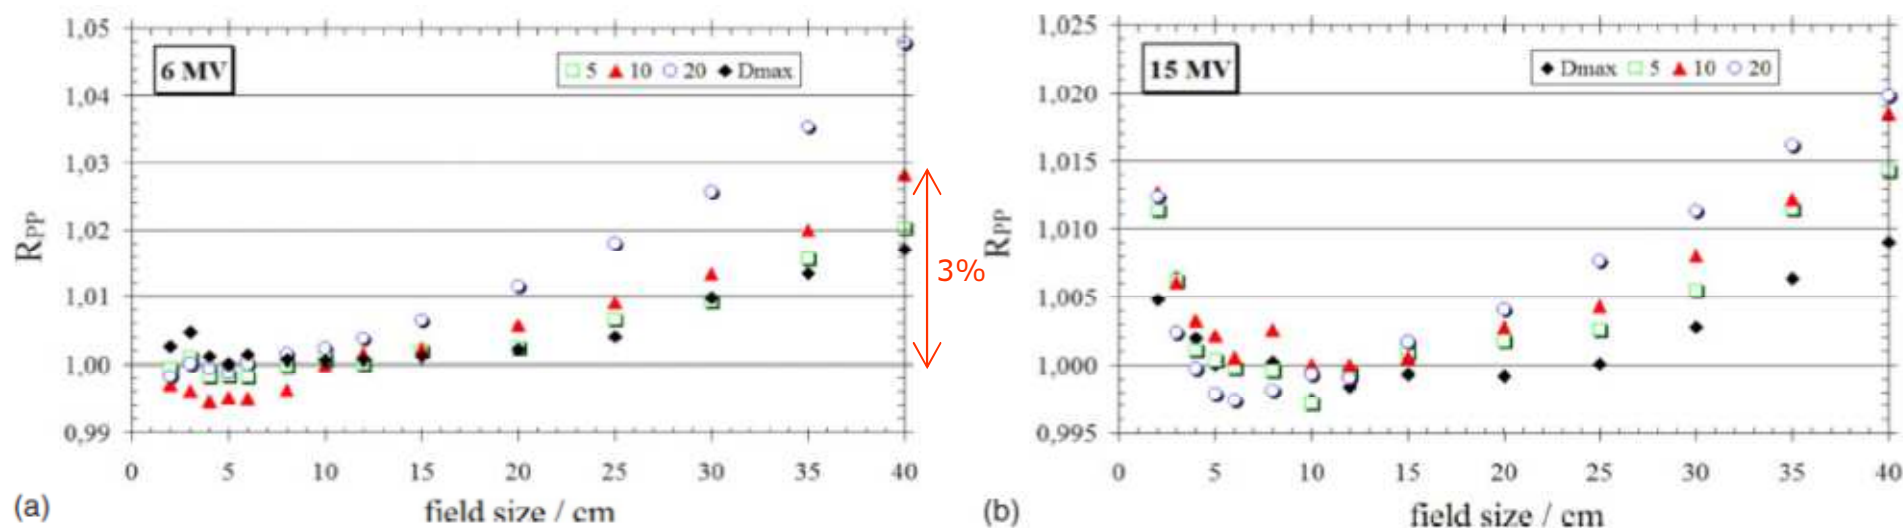 6 MV
5 10 20 Dmax
1,05
1,04
1,03
1,02
1,01
1,00
0,99
RPP
3%
0 5 10 15 20 25 30 35 40
(a)
field size / cm
15 MV
Dmax 5 10 20
1,025
1,020
1,015
1,010
1,005
1,000
0,995
RPP
0 5 10 15 20 25 30 35 40
(b)
field size / cm